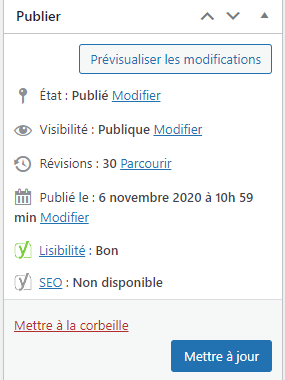 Publier
Prévisualiser les modifications
État : Publié Modifier
Visibilité : Publique Modifier
Révisions : 30 Parcourir
Publié le : 6 novembre 2020 à 10h 59
min Modifier
Lisibilité : Bon
SEO : Non disponible
Mettre à la corbeille
Mettre à jour